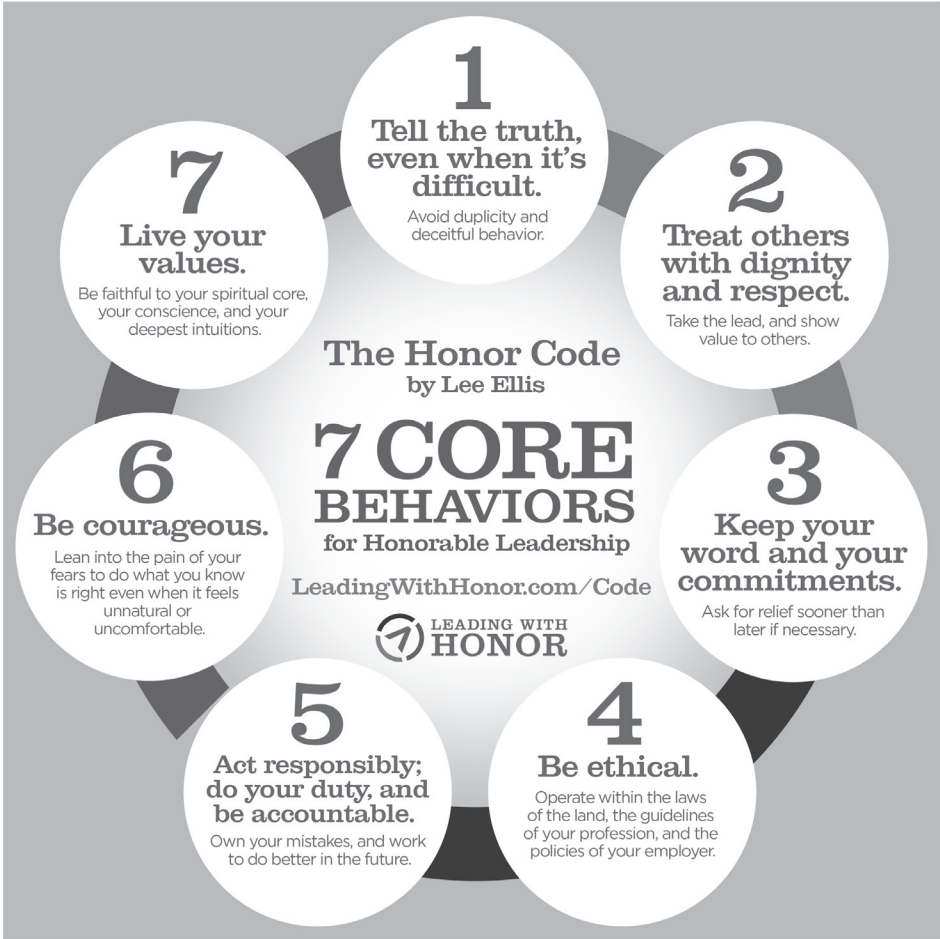 1
Tell the truth,
even when it's
difficult.
Avoid duplicity and
deceitful behavior.
2
Treat others
with dignity
and respect.
Take the lead, and show
value to others.
3
Keep your
word and your
commitments.
Ask for relief sooner than
later if necessary.
4
Be ethical.
Operate within the laws
of the land, the guidelines
of your profession, and the
policies of your employer.
5
Act responsibly;
do your duty, and
be accountable.
Own your mistakes, and work
to do better in the future.
6
Be courageous.
Lean into the pain of your
fears to do what you know
is right even when it feels
unnatural or
uncomfortable.
7
Live your
values.
Be faithful to your spiritual core,
your conscience, and your
deepest intuitions.
The Honor Code
by Lee Ellis
7 CORE
BEHAVIORS
for Honorable Leadership
LeadingWithHonor.com/Code
LEADING WITH
HONOR